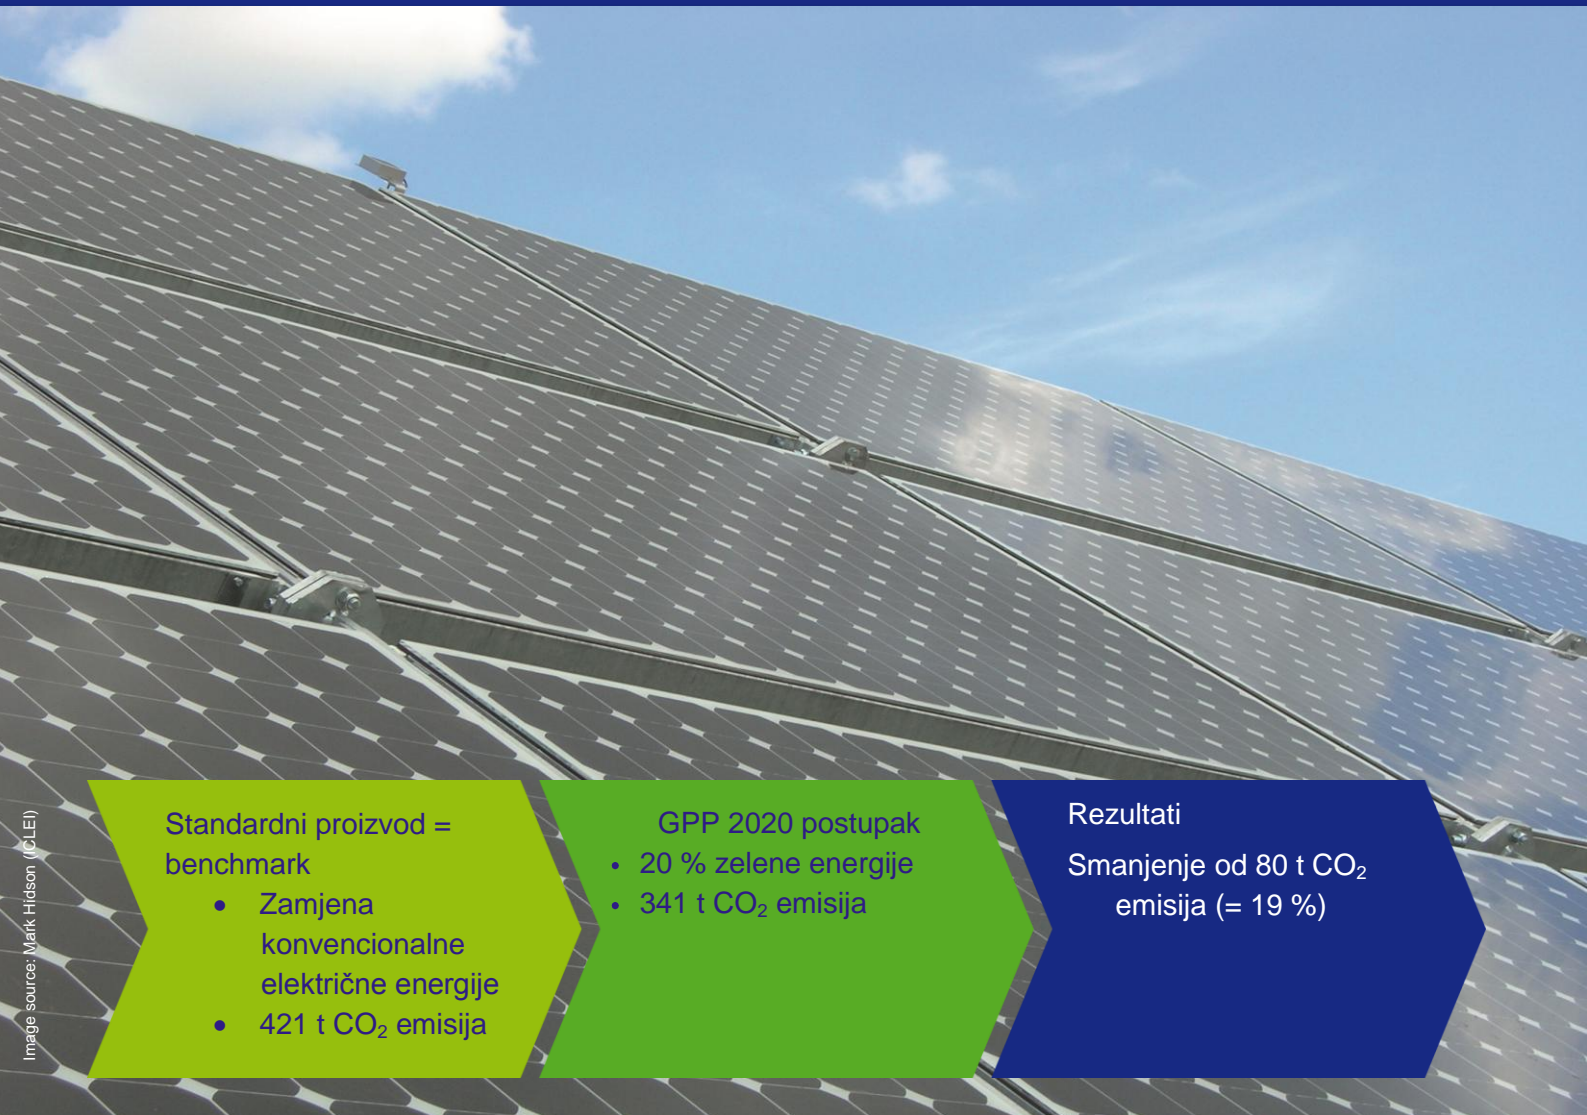 Standardni proizvod =
benchmark
• Zamjena
konvencionalne
električne energije
• 421 t CO₂ emisija
GPP 2020 postupak
• 20 % zelene energije
• 341 t CO₂ emisija
Rezultati
Smanjenje od 80 t CO₂
emisija (= 19 %)
Image source: Mark Hidson (ICLEI)